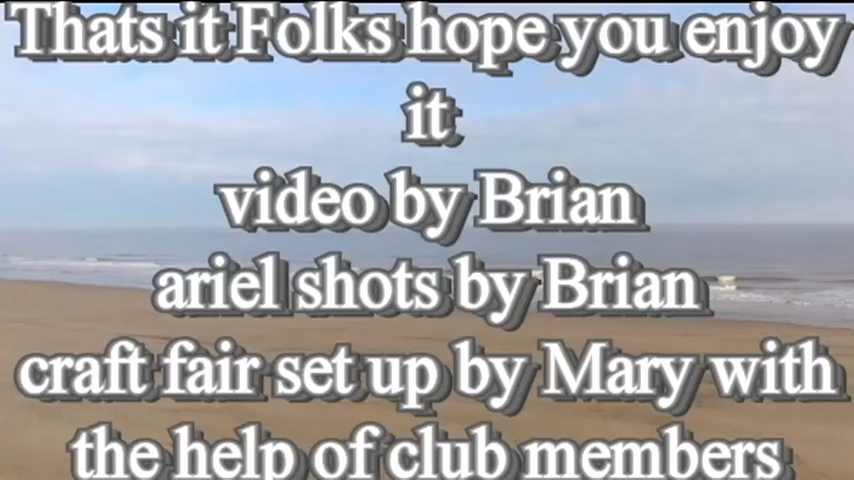 Thats it Folks hope you enjoy
it
video by Brian
ariel shots by Brian
craft fair set up by Mary with
the help of club members